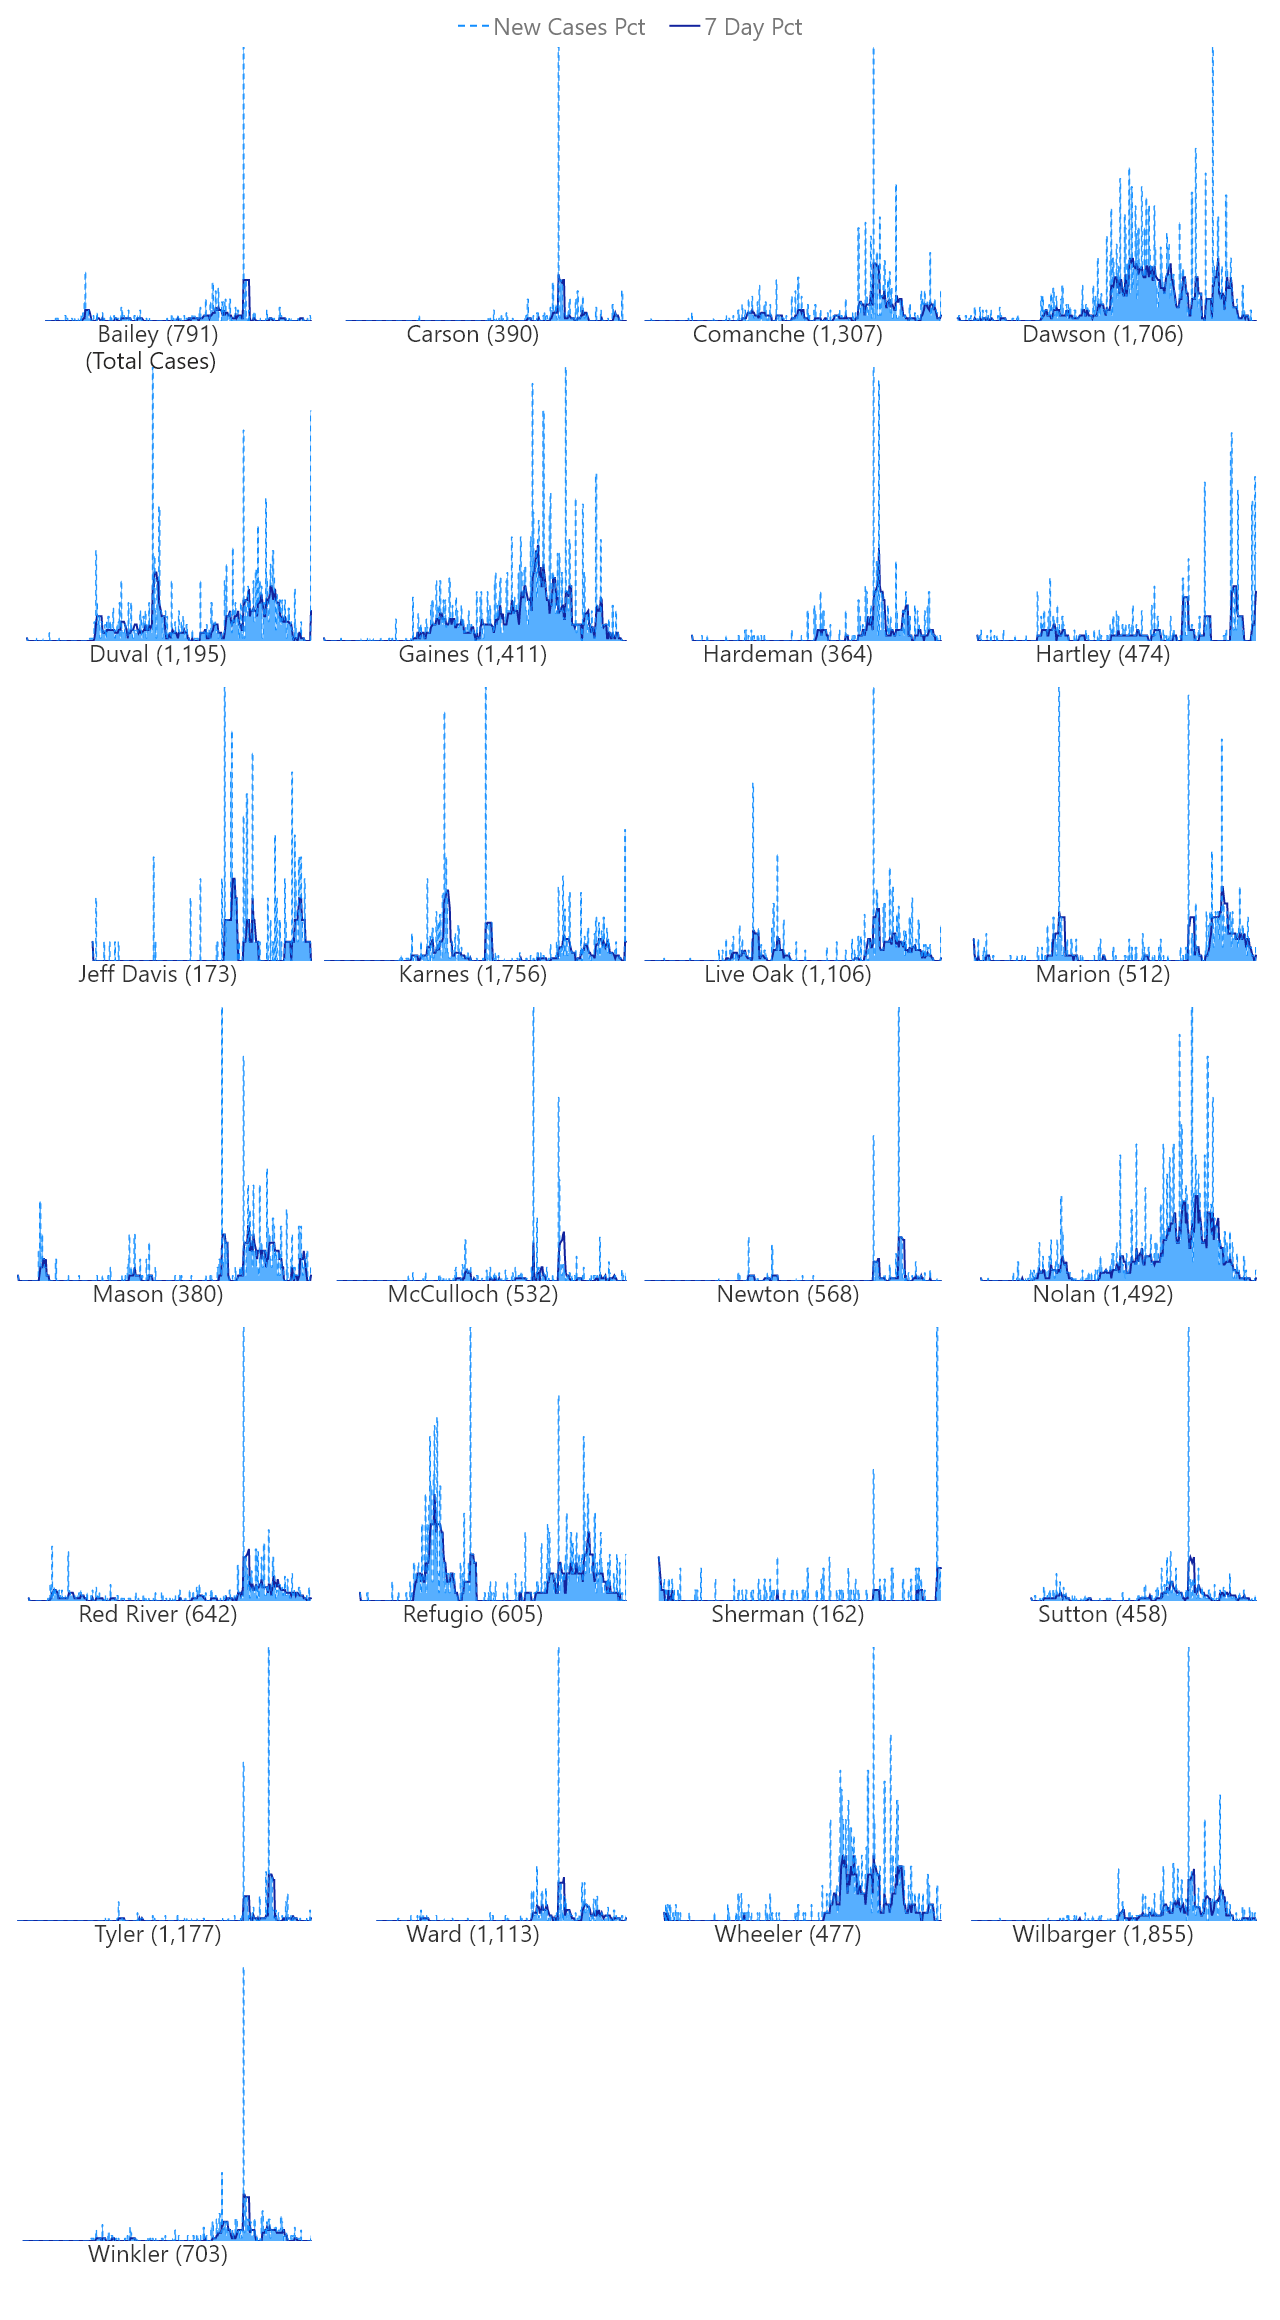 New Cases Pct 7 Day Pct
Bailey (791) Carson (390) Comanche (1,307) Dawson (1,706)
(Total Cases)
Duval (1,195) Gaines (1,411) Hardeman (364) Hartley (474)
Jeff Davis (173) Karnes (1,756) Live Oak (1,106) Marion (512)
Mason (380) McCulloch (532) Newton (568) Nolan (1,492)
Red River (642) Refugio (605) Sherman (162) Sutton (458)
Tyler (1,177) Ward (1,113) Wheeler (477) Wilbarger (1,855)
Winkler (703)